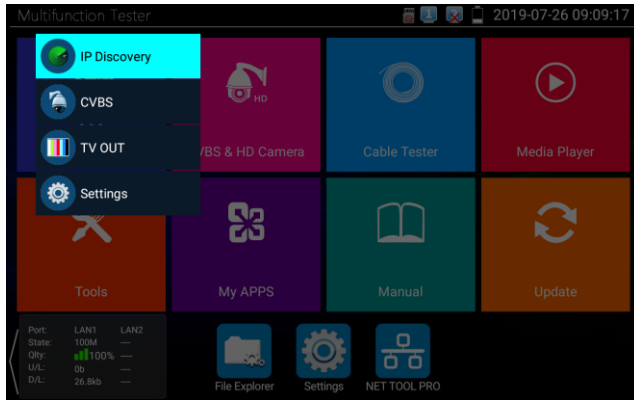 Multifunction Tester
1
2019-07-26 09:09:17
IP Discovery
CVBS
TV OUT
Settings
HD
VBS & HD Camera
Cable Tester
Media Player
Tools
My APPS
Manual
Update
Port: LAN1 LAN2
State: 100M —
Qlty: 100% —
U/L: 0b —
D/L: 26.8kb —
File Explorer
Settings
NET TOOL PRO